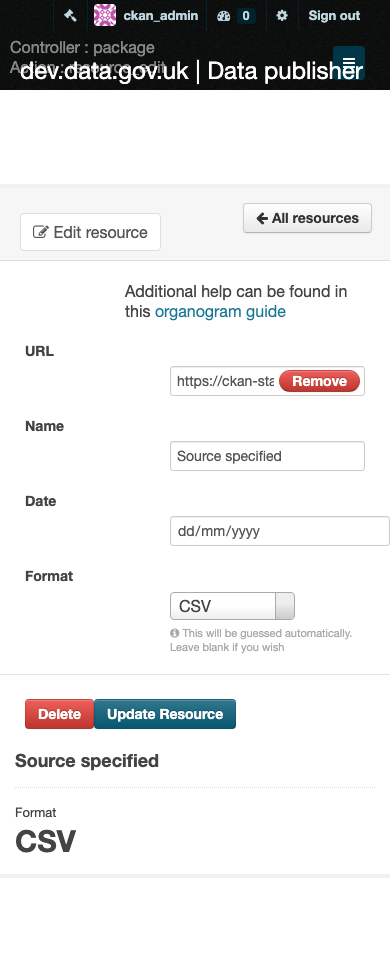 ckan_admin 0 Sign out
Controller : package
Action : resource_edit
dev.data.gov.uk | Data publisher
Edit resource
All resources
Additional help can be found in
this organogram guide
URL
https://ckan-sta Remove
Name
Source specified
Date
dd/mm/yyyy
Format
CSV
This will be guessed automatically.
Leave blank if you wish
Delete Update Resource
Source specified
Format
CSV